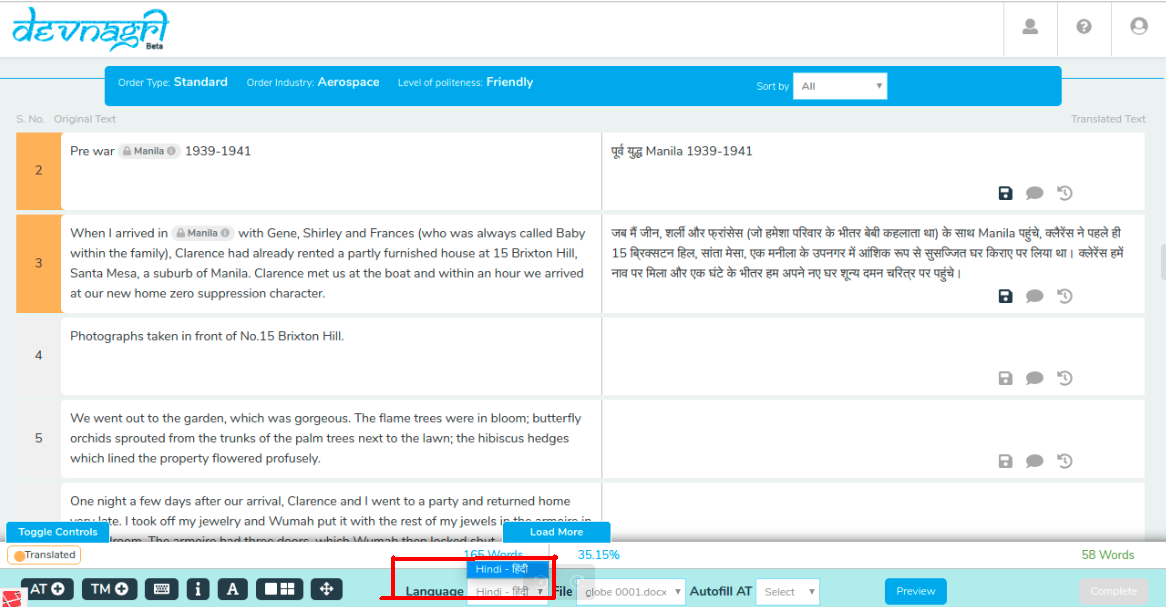 devnagri
Beta
Order Type: Standard Order Industry: Aerospace Level of politeness: Friendly Sort by All
S. No. Original Text Translated Text
2 Pre war Manila 1939-1941 पूर्व युद्ध Manila 1939-1941
When I arrived in Manila with Gene, Shirley and Frances (who was always called Baby
within the family), Clarence had already rented a partly furnished house at 15 Brixton Hill,
3
Santa Mesa, a suburb of Manila. Clarence met us at the boat and within an hour we arrived
at our new home zero suppression character.
जब मैं जीन, शर्ली और फ्रांसेस (जो हमेशा परिवार के भीतर बेबी कहलाता था) के साथ Manila पहुंचे, क्लैरेंस ने पहले ही
15 ब्रिक्सटन हिल, सांता मेसा, एक मनीला के उपनगर में आंशिक रूप से सुसज्जित घर किराए पर लिया था। क्लेरेंस हमें
नाव पर मिला और एक घंटे के भीतर हम अपने नए घर शून्य दमन चरित्र पर पहुंचे।
Photographs taken in front of No.15 Brixton Hill.
4
We went out to the garden, which was gorgeous. The flame trees were in bloom; butterfly
5 orchids sprouted from the trunks of the palm trees next to the lawn; the hibiscus hedges
which lined the property flowered profusely.
One night a few days after our arrival, Clarence and I went to a party and returned home
very late. I took off my jewelry and Wumah put it with the rest of my jewels in the armoire in
droom. The armoire had three doors, which Wumah then locked shut
Toggle Controls Load More
Translated 165 Words 35.15% 58 Words
Hindi - हिंदी
AT TM A Language Hindi - हिंदी File globe 0001.docx Autofill AT Select Preview Complete